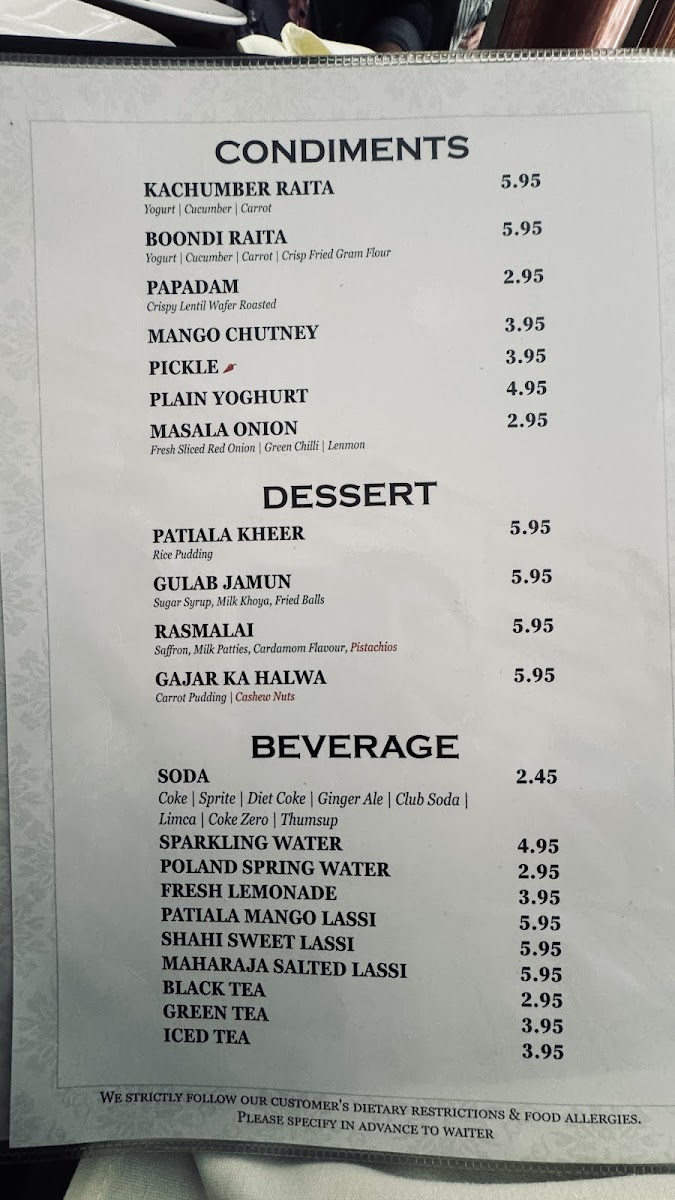 CONDIMENTS
KACHUMBER RAITA 5.95
Yogurt | Cucumber | Carrot
BOONDI RAITA 5.95
Yogurt | Cucumber | Carrot | Crisp Fried Gram Flour
PAPADAM 2.95
Crispy Lentil Wafer Roasted
MANGO CHUTNEY 3.95
PICKLE 3.95
PLAIN YOGHURT 4.95
MASALA ONION 2.95
Fresh Sliced Red Onion | Green Chilli | Lenmon
DESSERT
PATIALA KHEER 5.95
Rice Pudding
GULAB JAMUN 5.95
Sugar Syrup, Milk Khoya, Fried Balls
RASMALAI 5.95
Saffron, Milk Patties, Cardamom Flavour, Pistachios
GAJAR KA HALWA 5.95
Carrot Pudding | Cashew Nuts
BEVERAGE
SODA 2.45
Coke | Sprite | Diet Coke | Ginger Ale | Club Soda |
Limca | Coke Zero | Thumsup
SPARKLING WATER 4.95
POLAND SPRING WATER 2.95
FRESH LEMONADE 3.95
PATIALA MANGO LASSI 5.95
SHAHI SWEET LASSI 5.95
MAHARAJA SALTED LASSI 5.95
BLACK TEA 2.95
GREEN TEA 3.95
ICED TEA 3.95
WE STRICTLY FOLLOW OUR CUSTOMER'S DIETARY RESTRICTIONS & FOOD ALLERGIES.
PLEASE SPECIFY IN ADVANCE TO WAITER